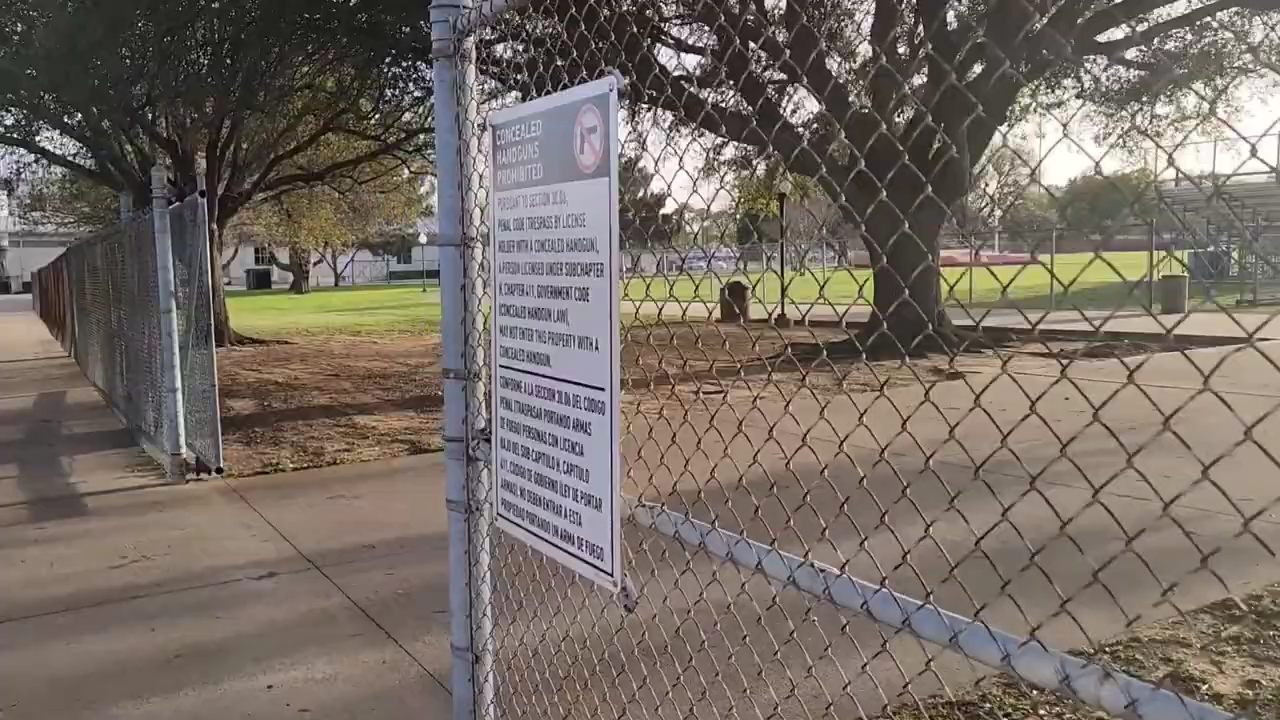 CONCEALED
HANDGUNS
PROHIBITED
PURSUANT TO SECTION 30.06,
PENAL CODE (TRESPASS BY LICENSE
HOLDER WITH A CONCEALED HANDGUN),
A PERSON LICENSED UNDER SUBCHAPTER
H, CHAPTER 411, GOVERNMENT CODE
(CONCEALED HANDGUN LAW),
MAY NOT ENTER THIS PROPERTY WITH A
CONCEALED HANDGUN.
CONFORME A LA SECCION 30.06 DEL CÓDIGO
PENAL (TRASPASAR PORTANDO ARMAS
DE FUEGO) PERSONAS CON LICENCIA
BAJO DEL SUB-CAPITULO H, CAPITULO
411, CODIGO DE GOBIERNO (LEY DE PORTAR
ARMAS), NO DEBEN ENTRAR A ESTA
PROPIEDAD PORTANDO UN ARMA DE FUEGO.